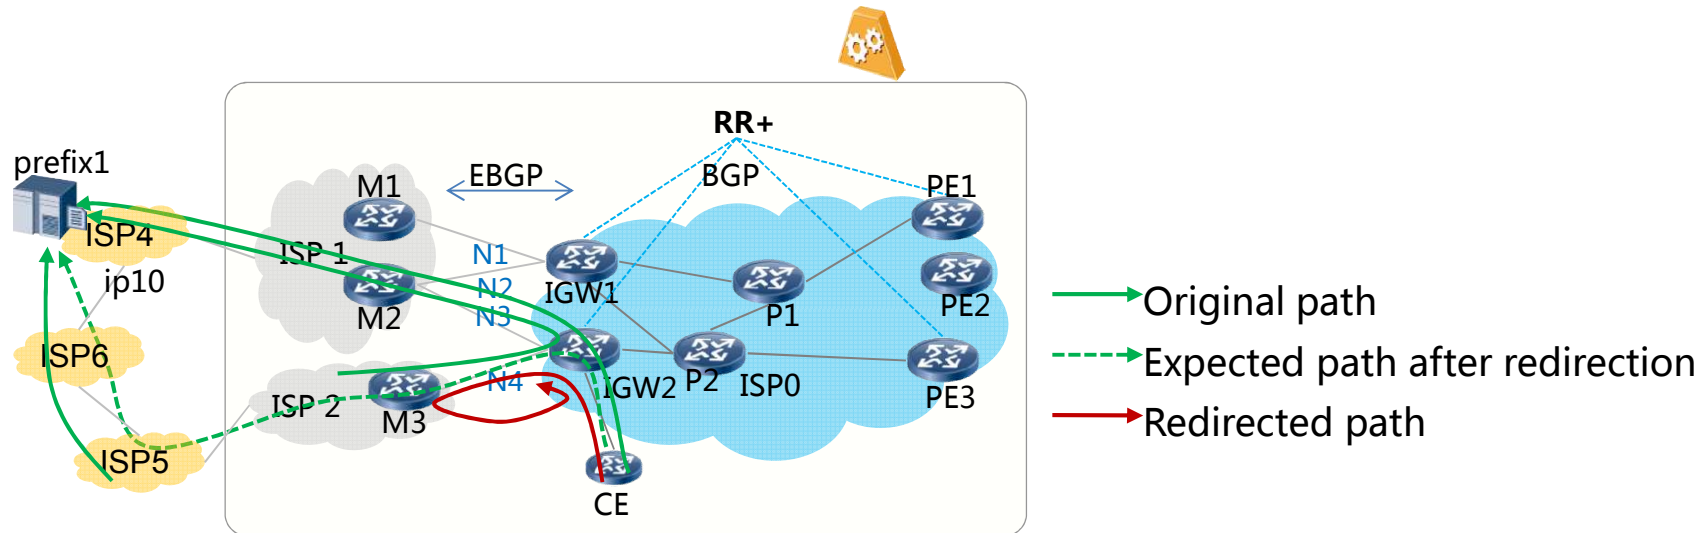 RR+
prefix1
M1
EBGP
BGP
PE1
ISP4
ISP 1
N1
ip10
N2
IGW1
PE2
M2
N3
P1
ISP6
N4
IGW2
P2
ISP0
PE3
ISP 2
M3
ISP5
CE
Original path
Expected path after redirection
Redirected path